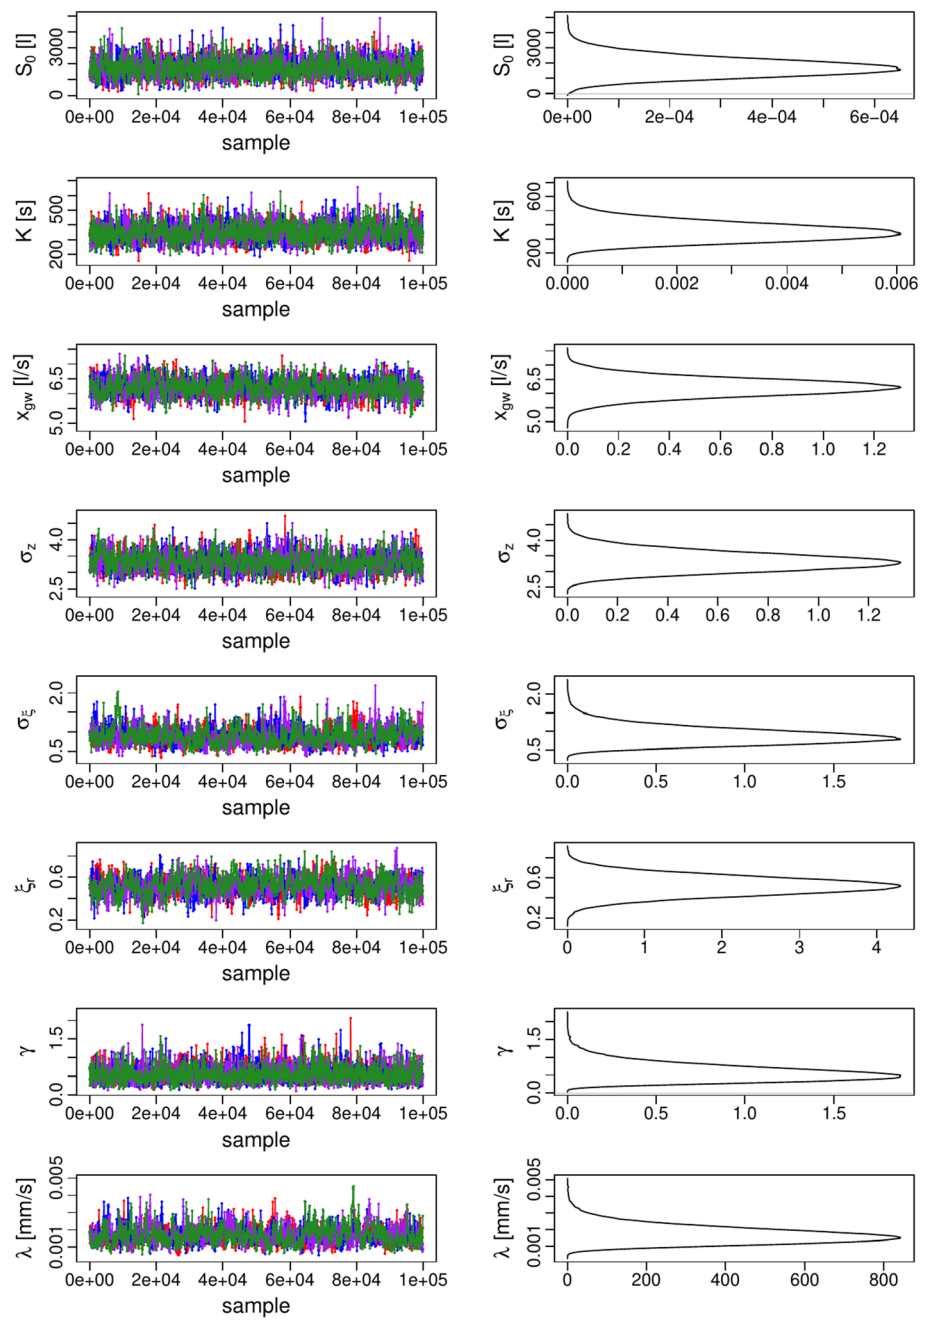 S0 [l]
0 3000
0e+00 2e+04 4e+04 6e+04 8e+04 1e+05
sample
S0 [l]
0 3000
0e+00 2e−04 4e−04 6e−04
K [s]
200 500
0e+00 2e+04 4e+04 6e+04 8e+04 1e+05
sample
K [s]
200 600
0.000 0.002 0.004 0.006
xgw [l/s]
5.0 6.5
0e+00 2e+04 4e+04 6e+04 8e+04 1e+05
sample
xgw [l/s]
5.0 6.5
0.0 0.2 0.4 0.6 0.8 1.0 1.2
σz
2.5 4.0
0e+00 2e+04 4e+04 6e+04 8e+04 1e+05
sample
σz
2.5 4.0
0.0 0.2 0.4 0.6 0.8 1.0 1.2
σξ
0.5 2.0
0e+00 2e+04 4e+04 6e+04 8e+04 1e+05
sample
σξ
0.5 2.0
0.0 0.5 1.0 1.5
ξr
0.2 0.6
0e+00 2e+04 4e+04 6e+04 8e+04 1e+05
sample
ξr
0.2 0.6
0 1 2 3 4
γ
0.0 1.5
0e+00 2e+04 4e+04 6e+04 8e+04 1e+05
sample
γ
0.0 1.5
0.0 0.5 1.0 1.5
λ [mm/s]
0.001 0.005
0e+00 2e+04 4e+04 6e+04 8e+04 1e+05
sample
λ [mm/s]
0.001 0.005
0 200 400 600 800